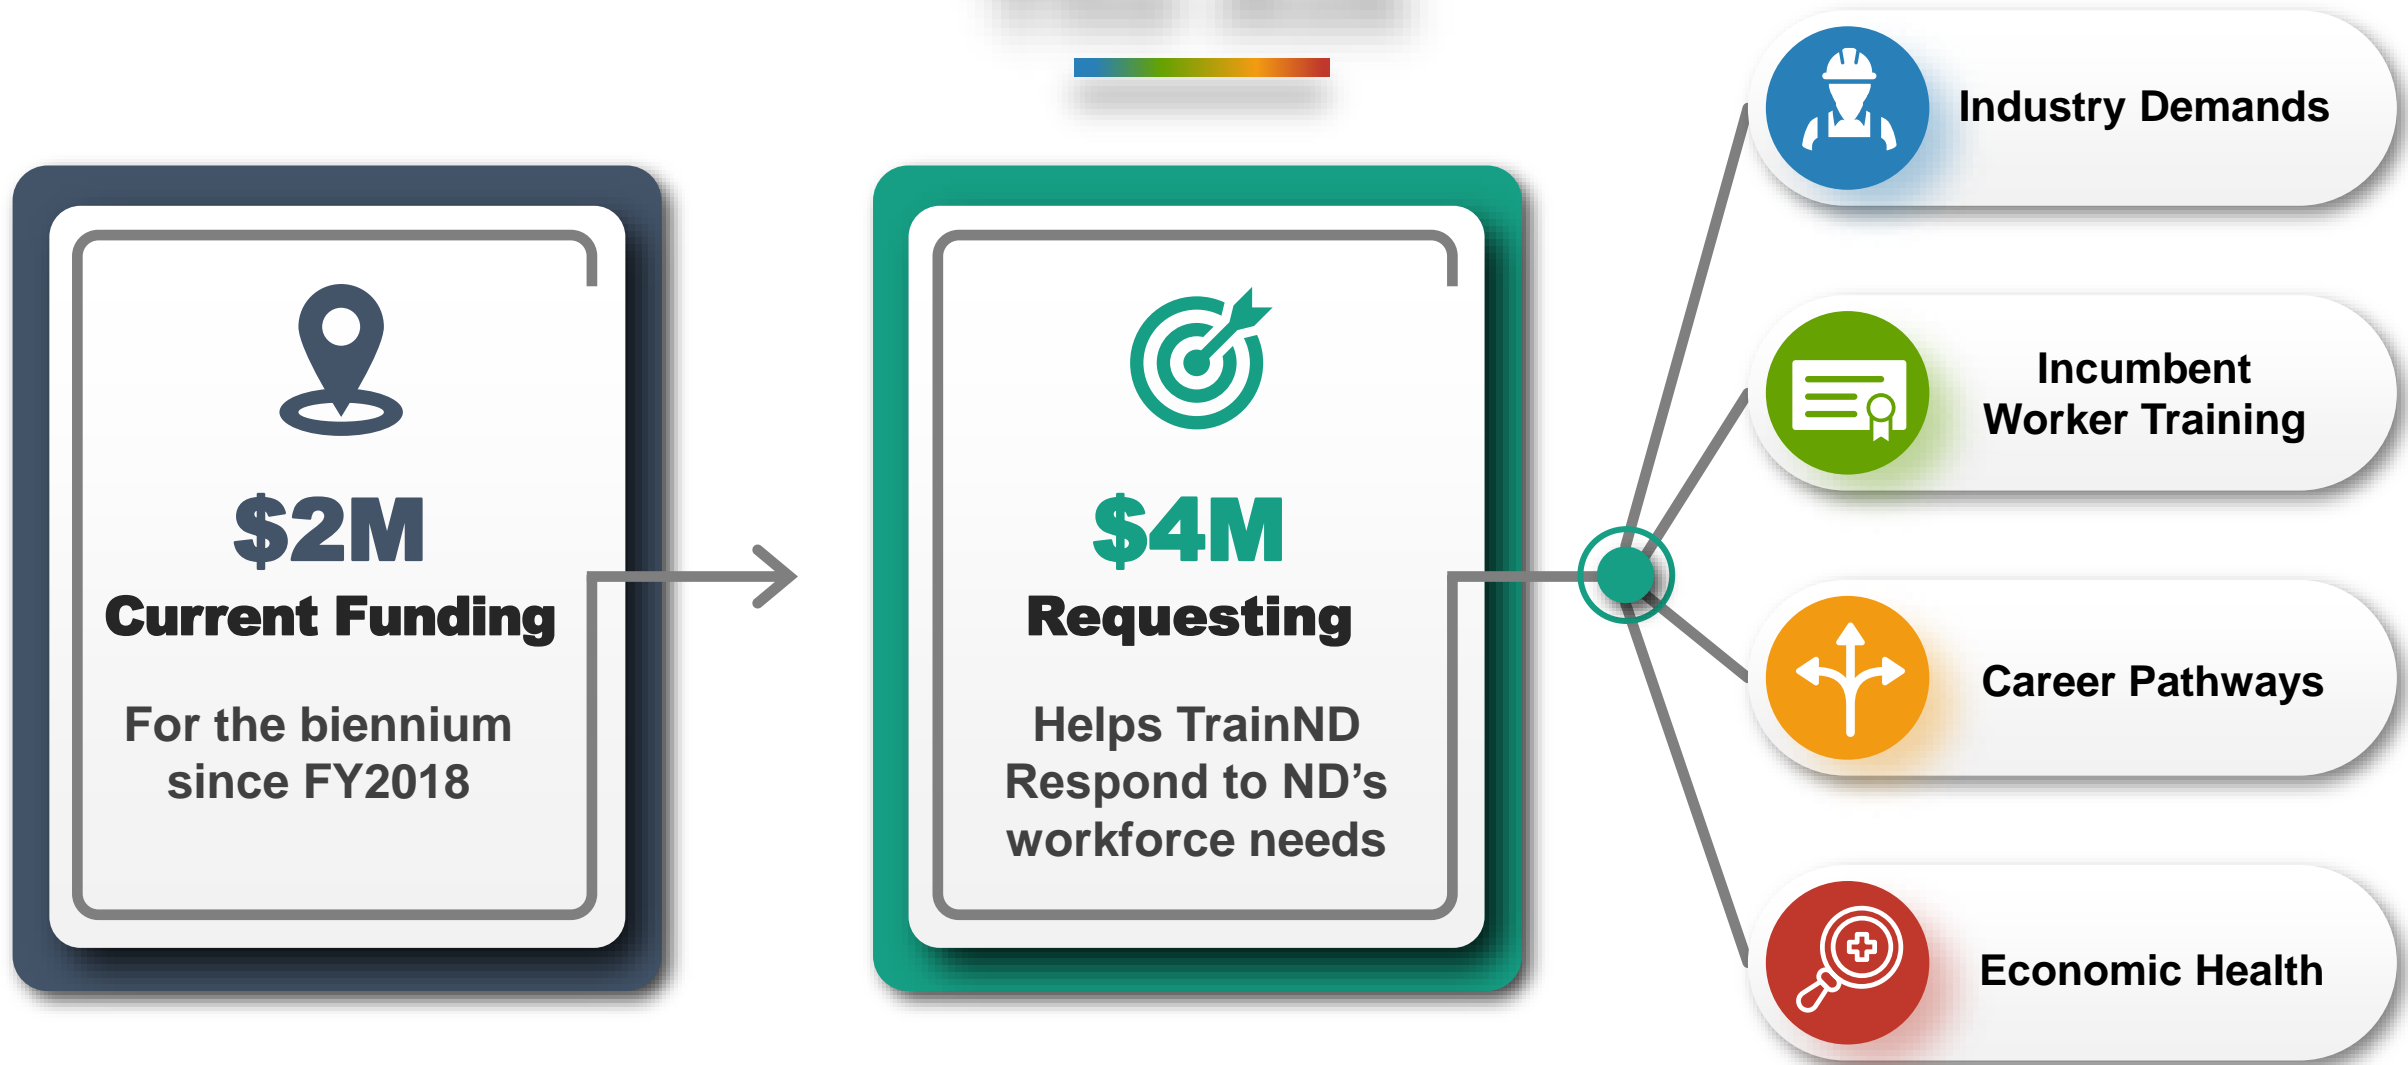 $2M
Current Funding
For the biennium
since FY2018
$4M
Requesting
Helps TrainND
Respond to ND’s
workforce needs
Industry Demands
Incumbent
Worker Training
Career Pathways
Economic Health